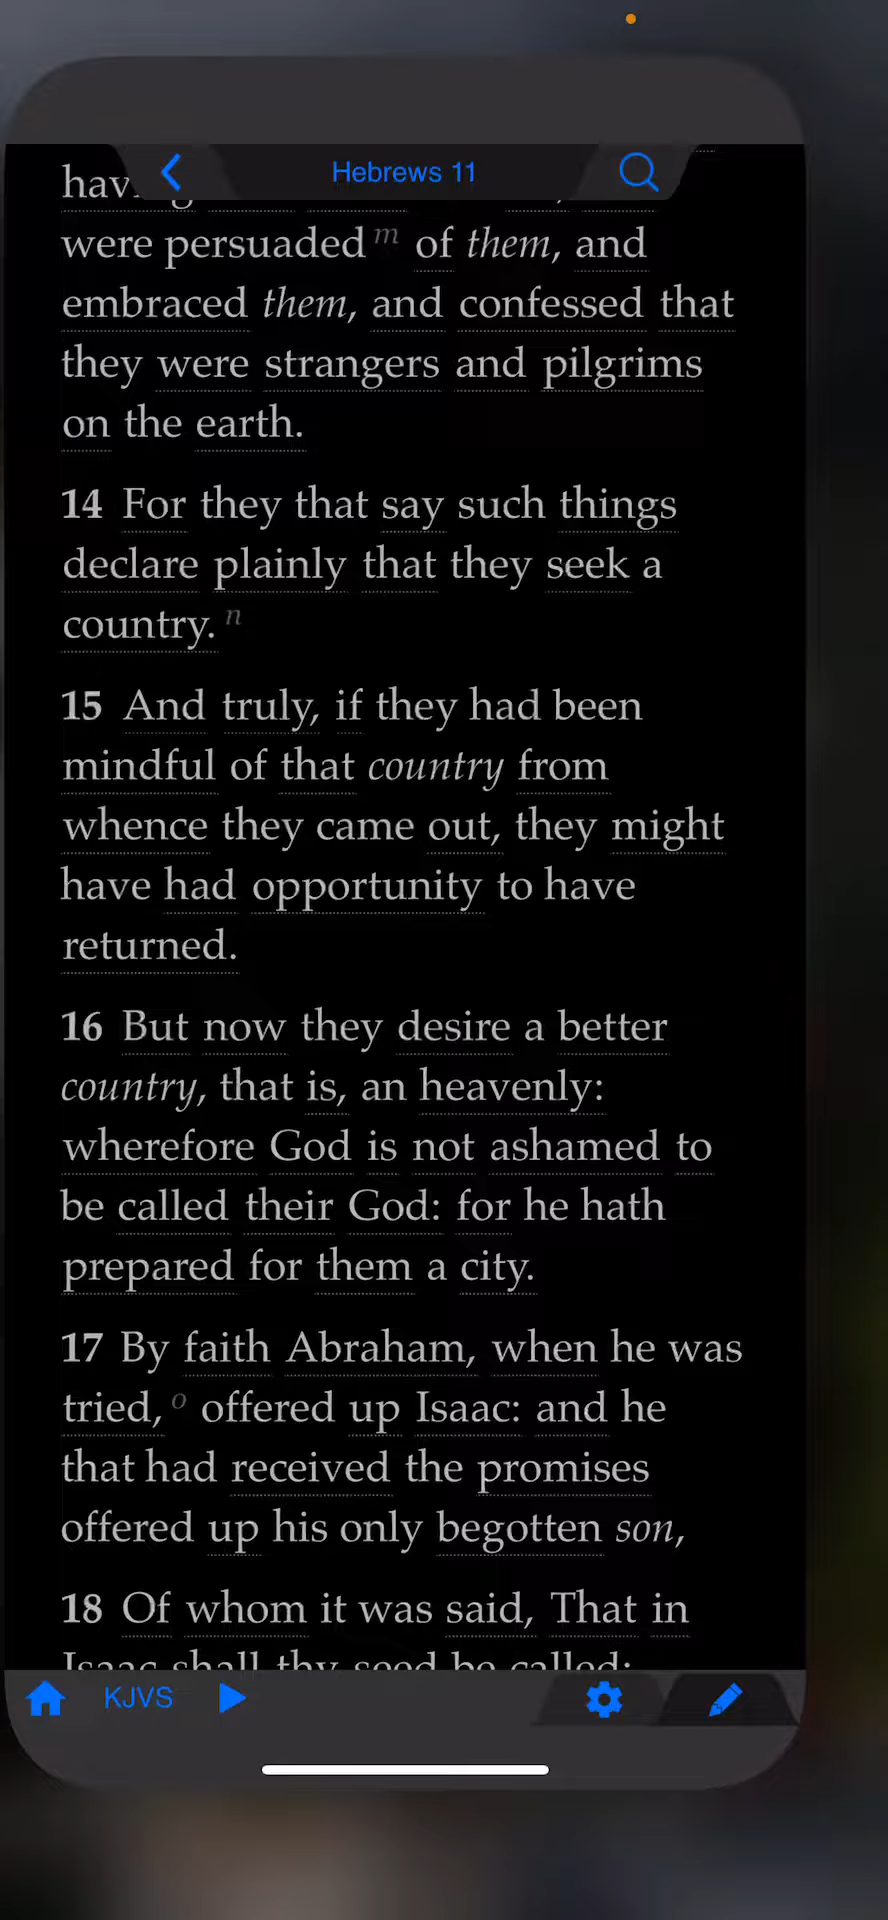 Hebrews 11
were persuaded m of them, and
embraced them, and confessed that
they were strangers and pilgrims
on the earth.
14 For they that say such things
declare plainly that they seek a
country. n
15 And truly, if they had been
mindful of that country from
whence they came out, they might
have had opportunity to have
returned.
16 But now they desire a better
country, that is, an heavenly:
wherefore God is not ashamed to
be called their God: for he hath
prepared for them a city.
17 By faith Abraham, when he was
tried, o offered up Isaac: and he
that had received the promises
offered up his only begotten son,
18 Of whom it was said, That in
Isaac shall thy seed be called:
KJVS